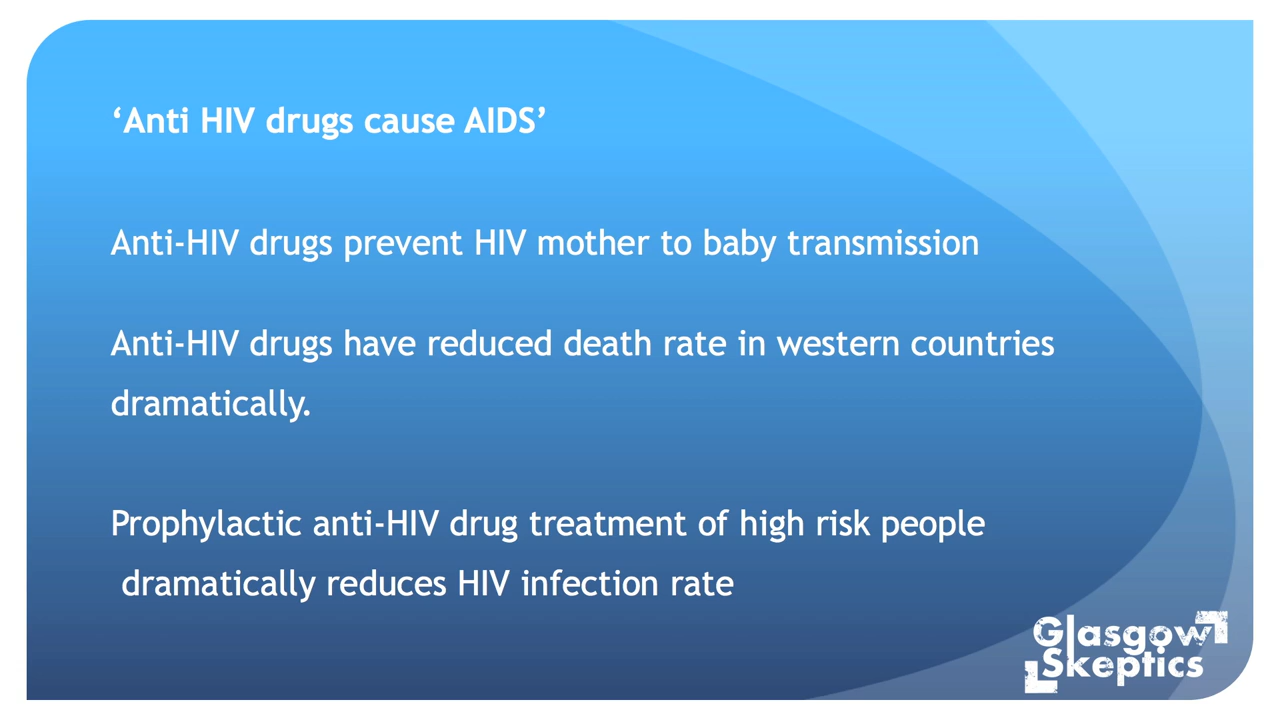 ‘Anti HIV drugs cause AIDS’
Anti-HIV drugs prevent HIV mother to baby transmission
Anti-HIV drugs have reduced death rate in western countries
dramatically.
Prophylactic anti-HIV drug treatment of high risk people
dramatically reduces HIV infection rate
Glasgow
Skeptics